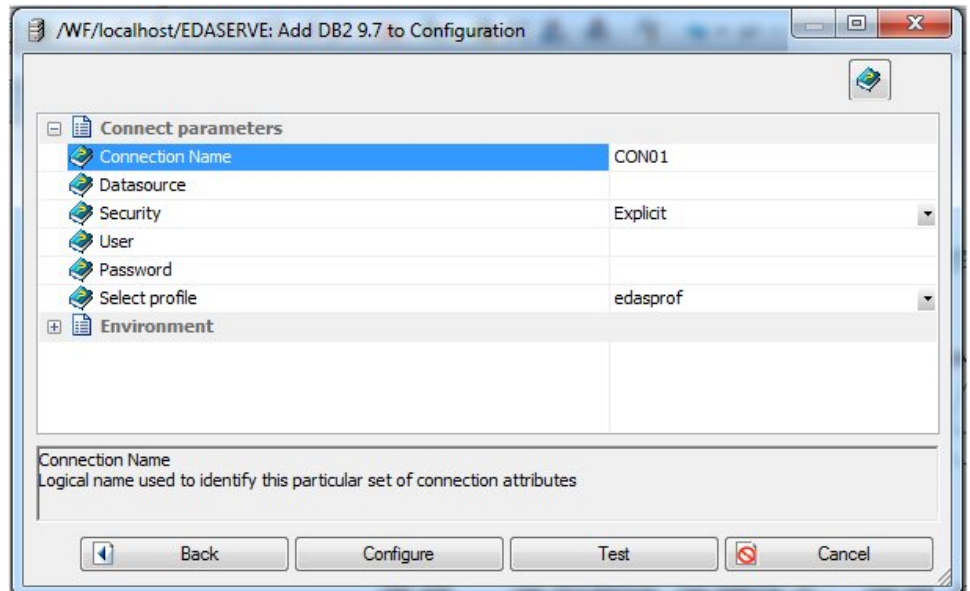 /WF/localhost/EDASERVE: Add DB2 9.7 to Configuration
Connect parameters
Connection Name CON01
Datasource
Security Explicit
User
Password
Select profile edasprof
Environment
Connection Name
Logical name used to identify this particular set of connection attributes
Back Configure Test Cancel